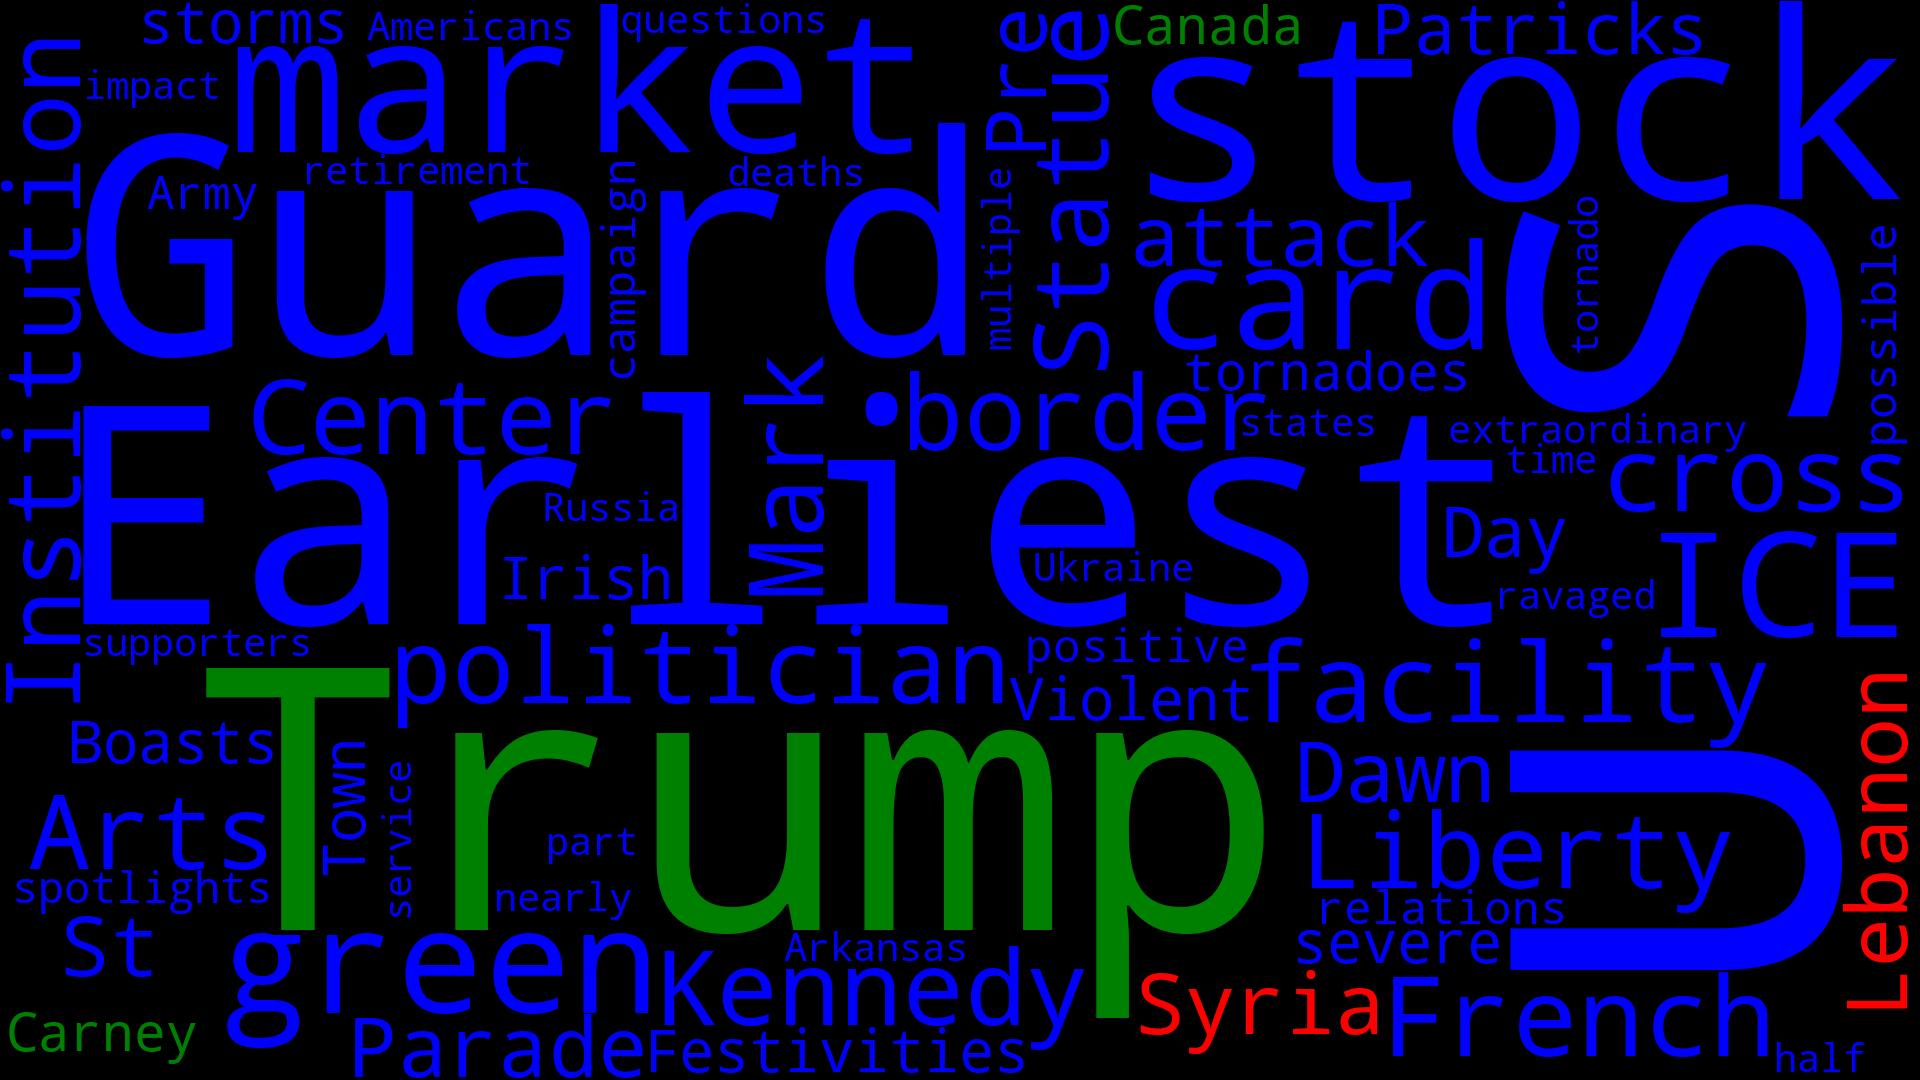 storms
Americans
questions
Canada
Patricks
impact
market
Pre
Statue
stock
Institution
Army
retirement
deaths
Guard
campaign
multiple
attack
card
tornado
S
possible
Center
Mark
border
tornadoes
states
extraordinary
time
cross
Earliest
Russia
Irish
Ukraine
Day
ravaged
ICE
supporters
politician
positive
Violent
facility
Lebanon
Trump
Boasts
Town
service
Dawn
U
Arts
part
Liberty
spotlights
nearly
relations
St
green
Arkansas
severe
Kennedy
Syria
French
Carney
Parade
Festivities
half